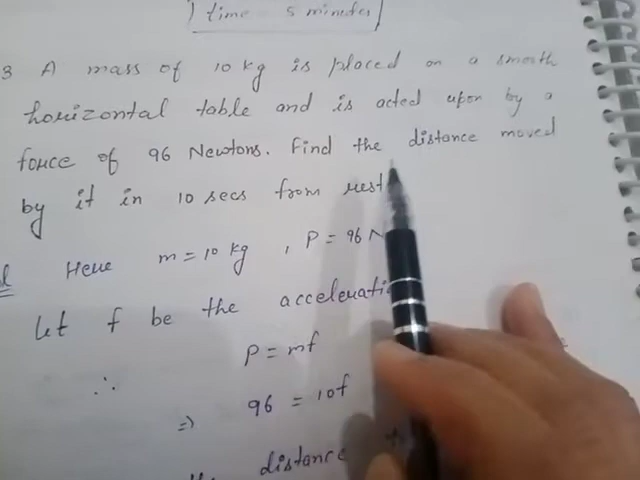 ) time = 5 minutes
3 A mass of 10 kg is placed on a smooth
horizontal table and is acted upon by a
force of 96 Newtons. Find the distance moved
by it in 10 secs from rest
Here m = 10 kg , P = 96 N
Let f be the acceleratio
∴ P = mf
⇒ 96 = 10f
distance